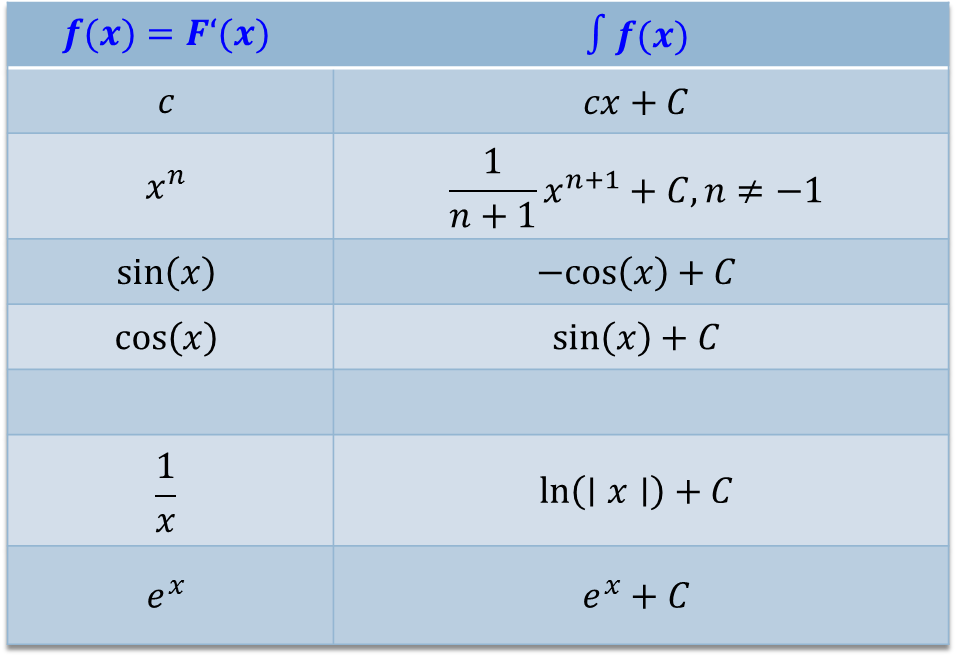 f(x) = F‘(x) ∫ f(x)
c cx + C
xⁿ 1/(n + 1) xⁿ⁺¹ + C, n ≠ −1
sin(x) −cos(x) + C
cos(x) sin(x) + C
1/x ln(| x |) + C
eˣ eˣ + C